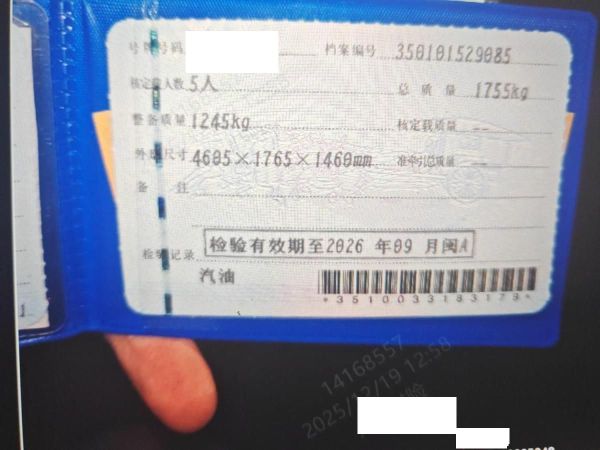 号牌号码 档案编号 350101529085
核定载人数 5人 总质量 1755kg
整备质量 1245kg 核定载质量 --
外廓尺寸 4605×1765×1460mm 准牵引总质量 --
备 注
检验记录 检验有效期至2026 年09 月闽A
汽油
*3510033183179*
14168557
2025/12/19 12:58